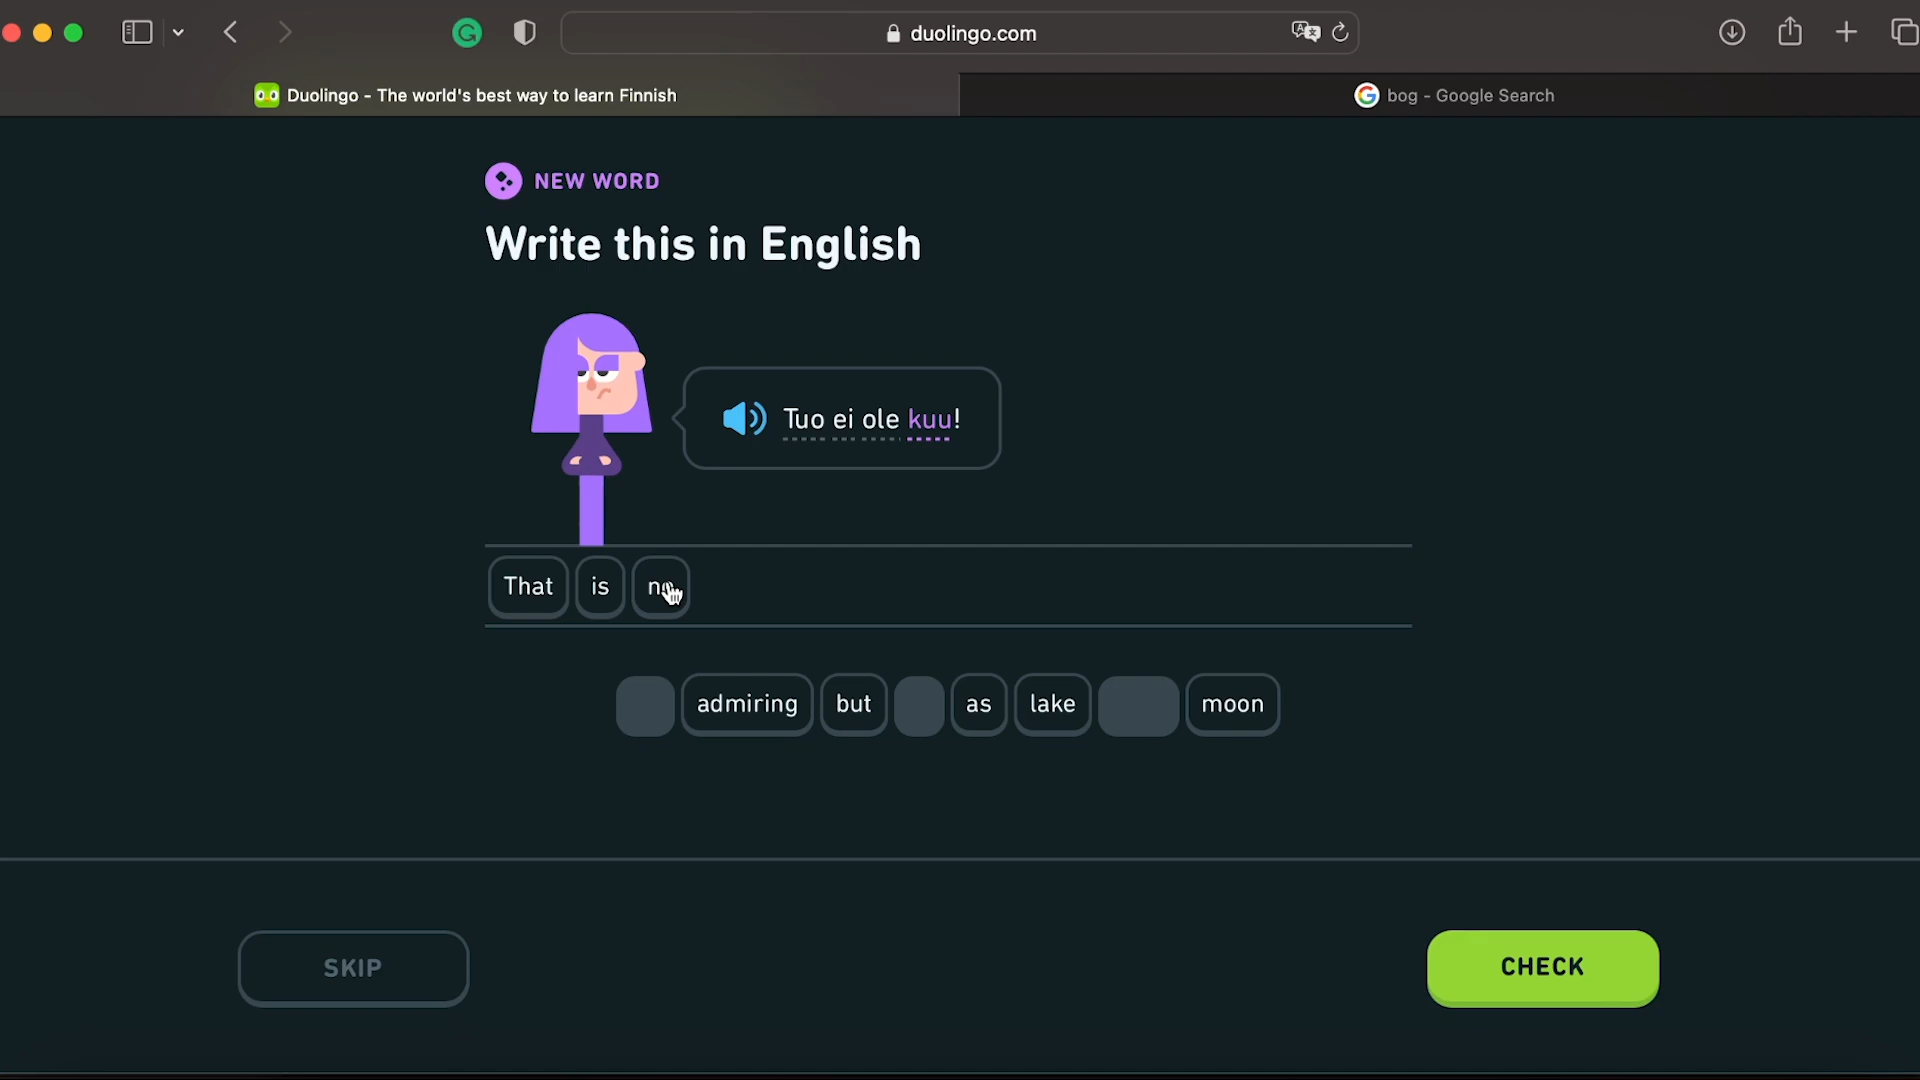 duolingo.com
Duolingo - The world's best way to learn Finnish
bog - Google Search
NEW WORD
Write this in English
Tuo ei ole kuu!
That is
admiring but as lake moon
SKIP
CHECK